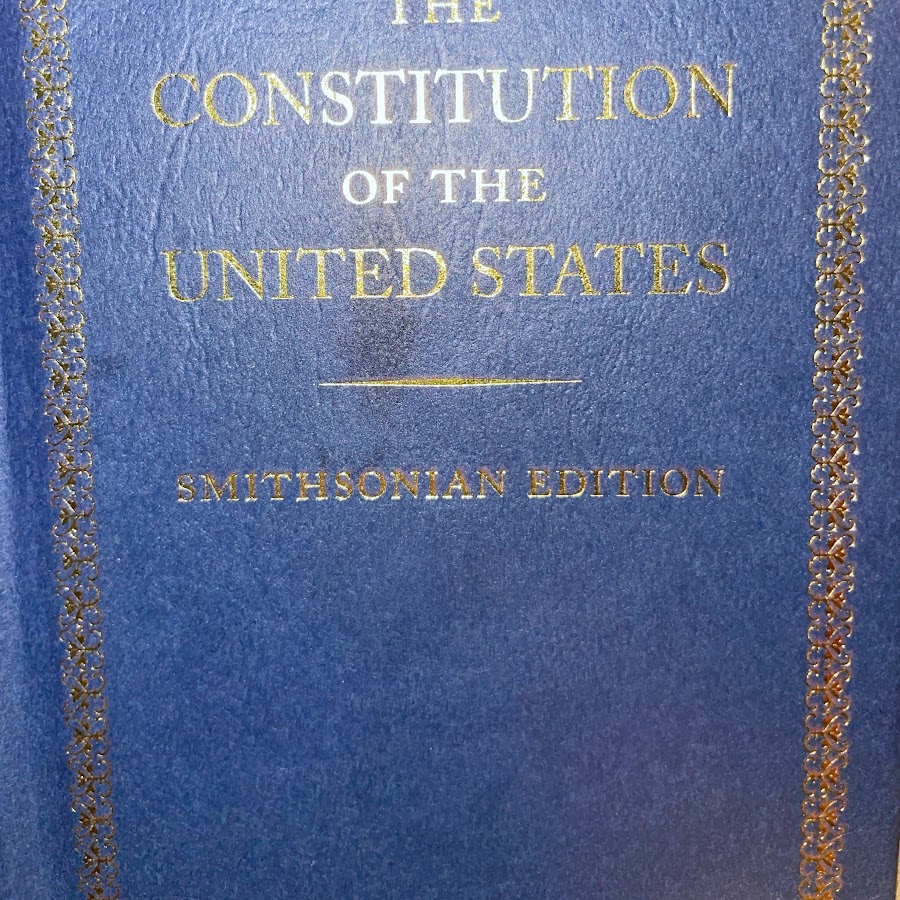 THE
CONSTITUTION
OF THE
UNITED STATES
SMITHSONIAN EDITION